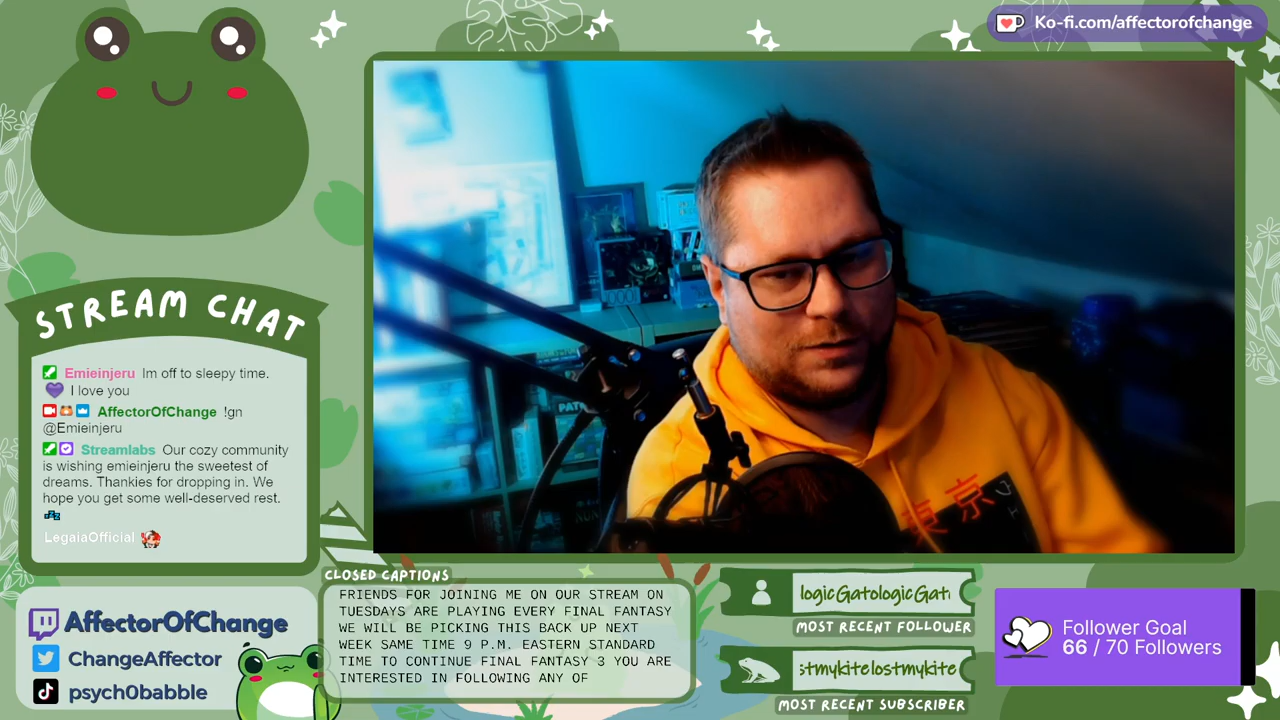 Ko-fi.com/affectorofchange
STREAM CHAT
Emieinjeru Im off to sleepy time.
I love you
AffectorOfChange !gn
@Emieinjeru
Streamlabs Our cozy community
is wishing emieinjeru the sweetest of
dreams. Thankies for dropping in. We
hope you get some well-deserved rest.
LegaiaOfficial
AffectorOfChange
ChangeAffector
psych0babble
CLOSED CAPTIONS
FRIENDS FOR JOINING ME ON OUR STREAM ON
TUESDAYS ARE PLAYING EVERY FINAL FANTASY
WE WILL BE PICKING THIS BACK UP NEXT
WEEK SAME TIME 9 P.M. EASTERN STANDARD
TIME TO CONTINUE FINAL FANTASY 3 YOU ARE
INTERESTED IN FOLLOWING ANY OF
logicGatologicGat
MOST RECENT FOLLOWER
stmykitelostmykite
MOST RECENT SUBSCRIBER
Follower Goal
66 / 70 Followers
東京